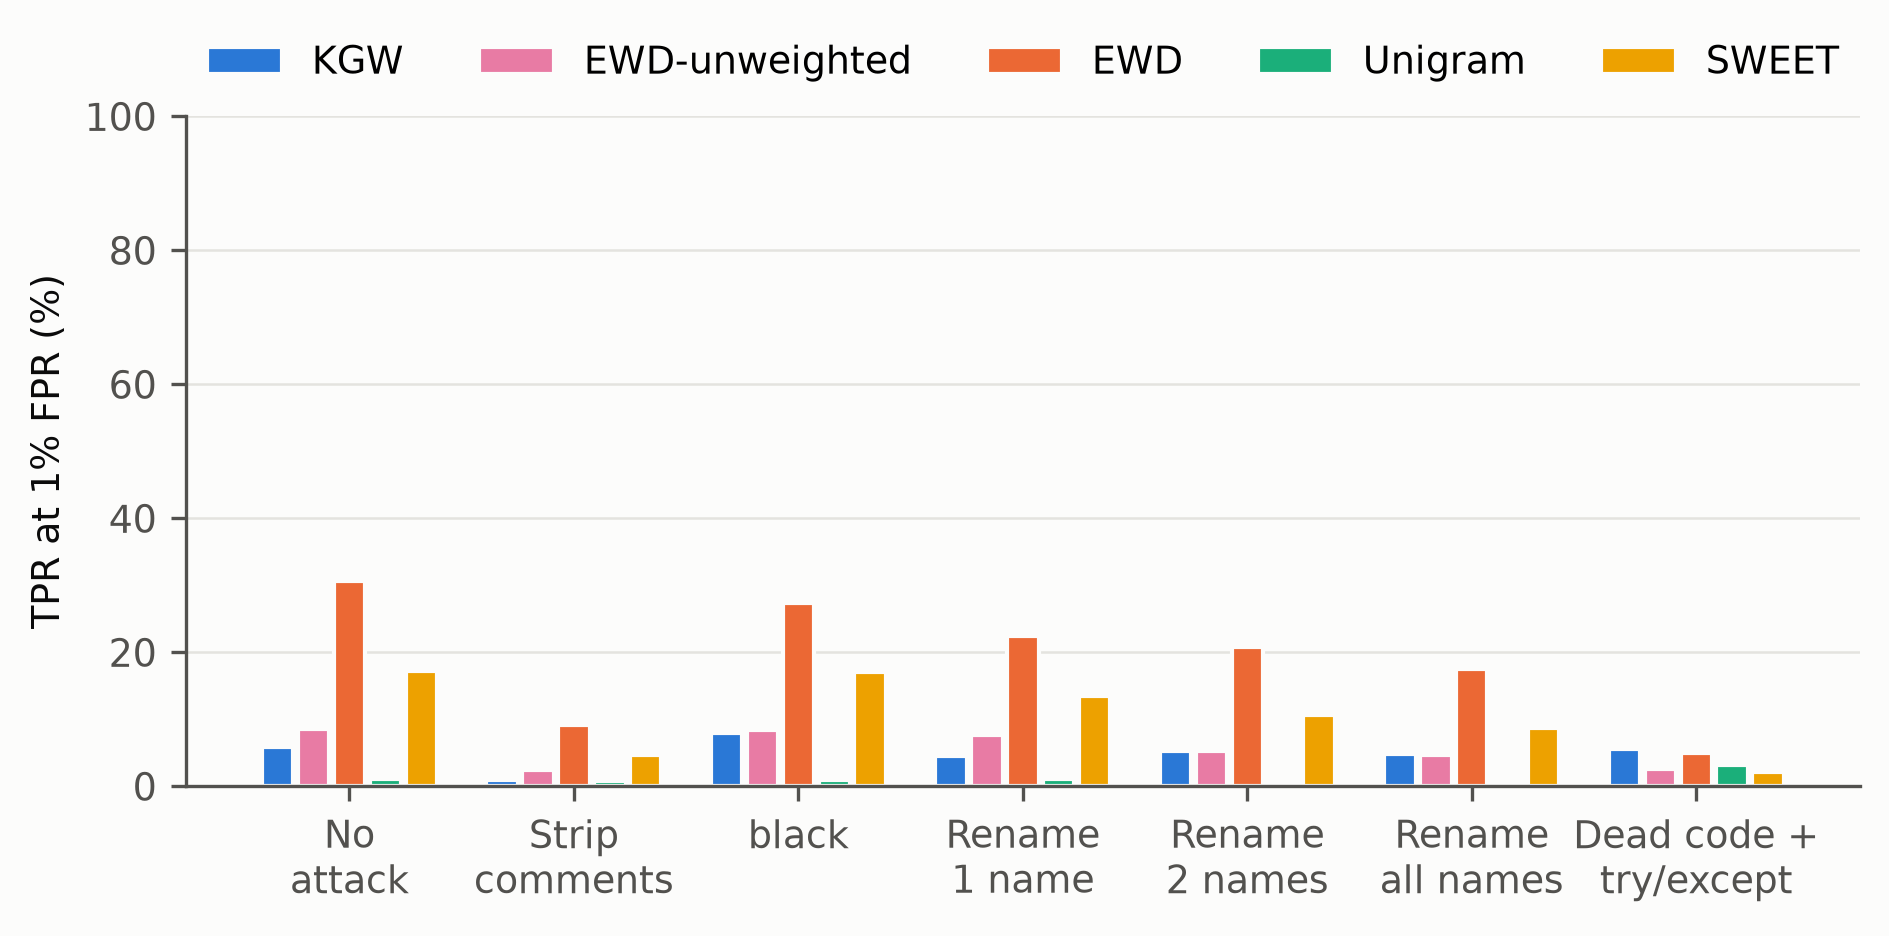 KGW EWD-unweighted EWD Unigram SWEET
TPR at 1% FPR (%)
100
80
60
40
20
0
No attack
Strip comments
black
Rename 1 name
Rename 2 names
Rename all names
Dead code + try/except